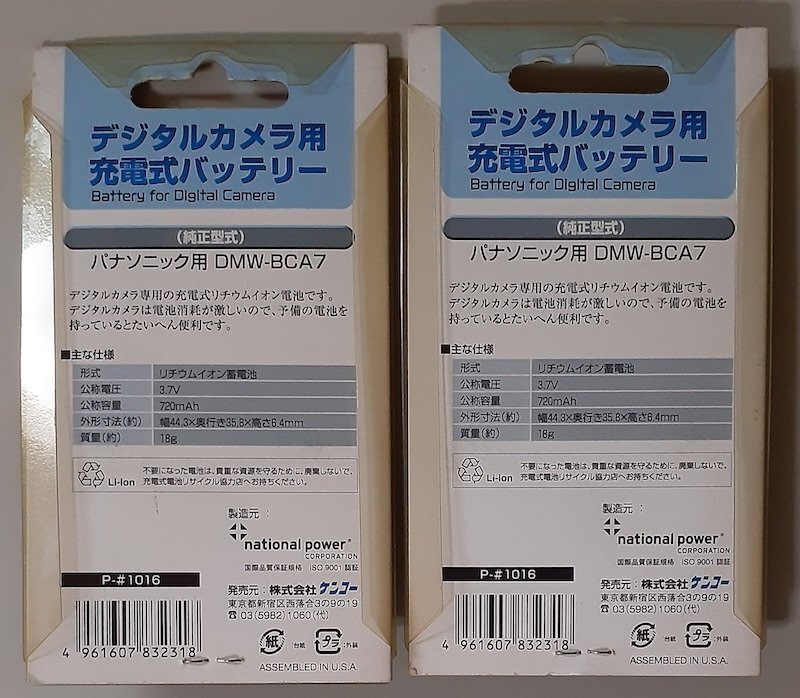 デジタルカメラ用
充電式バッテリー
Battery for Digital Camera
(純正型式)
パナソニック用 DMW-BCA7
デジタルカメラ専用の充電式リチウムイオン電池です。
デジタルカメラは電池消耗が激しいので、予備の電池を
持っているとたいへん便利です。
■主な仕様
形式 リチウムイオン蓄電池
公称電圧 3.7V
公称容量 720mAh
外形寸法(約) 幅44.3×奥行き35.8×高さ6.4mm
質量(約) 18g
Li-ion
不要になった電池は、貴重な資源を守るために、廃棄しないで、
充電式電池リサイクル協力店へお持ちください。
製造元:
national power®
CORPORATION
国際品質保証規格 ISO 9001 認証
P-#1016
発売元:株式会社ケンコー
東京都新宿区西落合3の9の19
☎03(5982)1060(代)
4 961607 832318
紙 :台紙 プラ :外装
ASSEMBLED IN U.S.A.
デジタルカメラ用
充電式バッテリー
Battery for Digital Camera
(純正型式)
パナソニック用 DMW-BCA7
デジタルカメラ専用の充電式リチウムイオン電池です。
デジタルカメラは電池消耗が激しいので、予備の電池を
持っているとたいへん便利です。
■主な仕様
形式 リチウムイオン蓄電池
公称電圧 3.7V
公称容量 720mAh
外形寸法(約) 幅44.3×奥行き35.8×高さ6.4mm
質量(約) 18g
Li-ion
不要になった電池は、貴重な資源を守るために、廃棄しないで、
充電式電池リサイクル協力店へお持ちください。
製造元:
national power®
CORPORATION
国際品質保証規格 ISO 9001 認証
P-#1016
発売元:株式会社ケンコー
東京都新宿区西落合3の9の19
☎03(5982)1060(代)
4 961607 832318
紙 :台紙 プラ :外装
ASSEMBLED IN U.S.A.